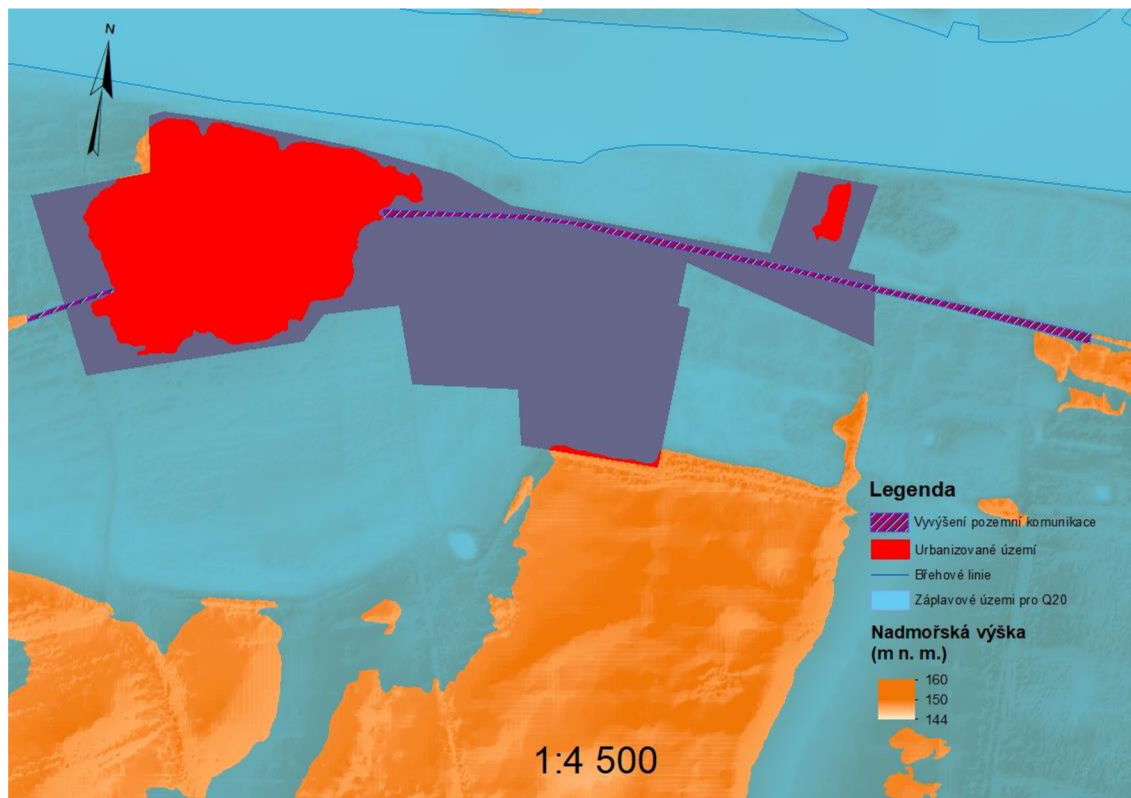 N
Legenda
Vyvýšení pozemní komunikace
Urbanizované území
Břehové linie
Záplavové území pro Q20
Nadmořská výška
(m n. m.)
160
150
144
1:4 500